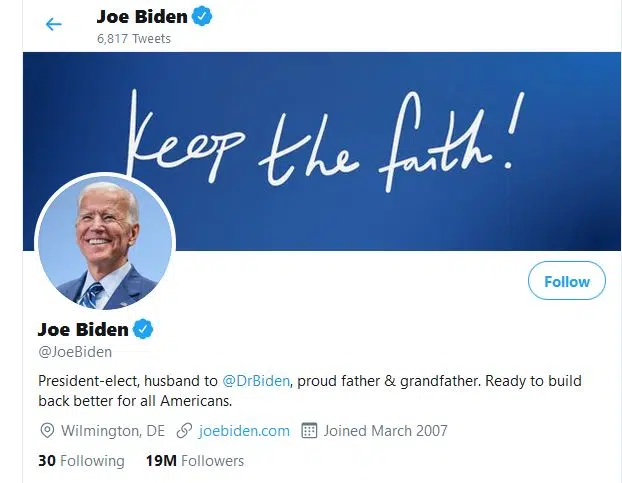 Joe Biden
6,817 Tweets
Keep the faith!
Follow
Joe Biden
@JoeBiden
President-elect, husband to @DrBiden, proud father & grandfather. Ready to build
back better for all Americans.
Wilmington, DE joebiden.com Joined March 2007
30 Following 19M Followers